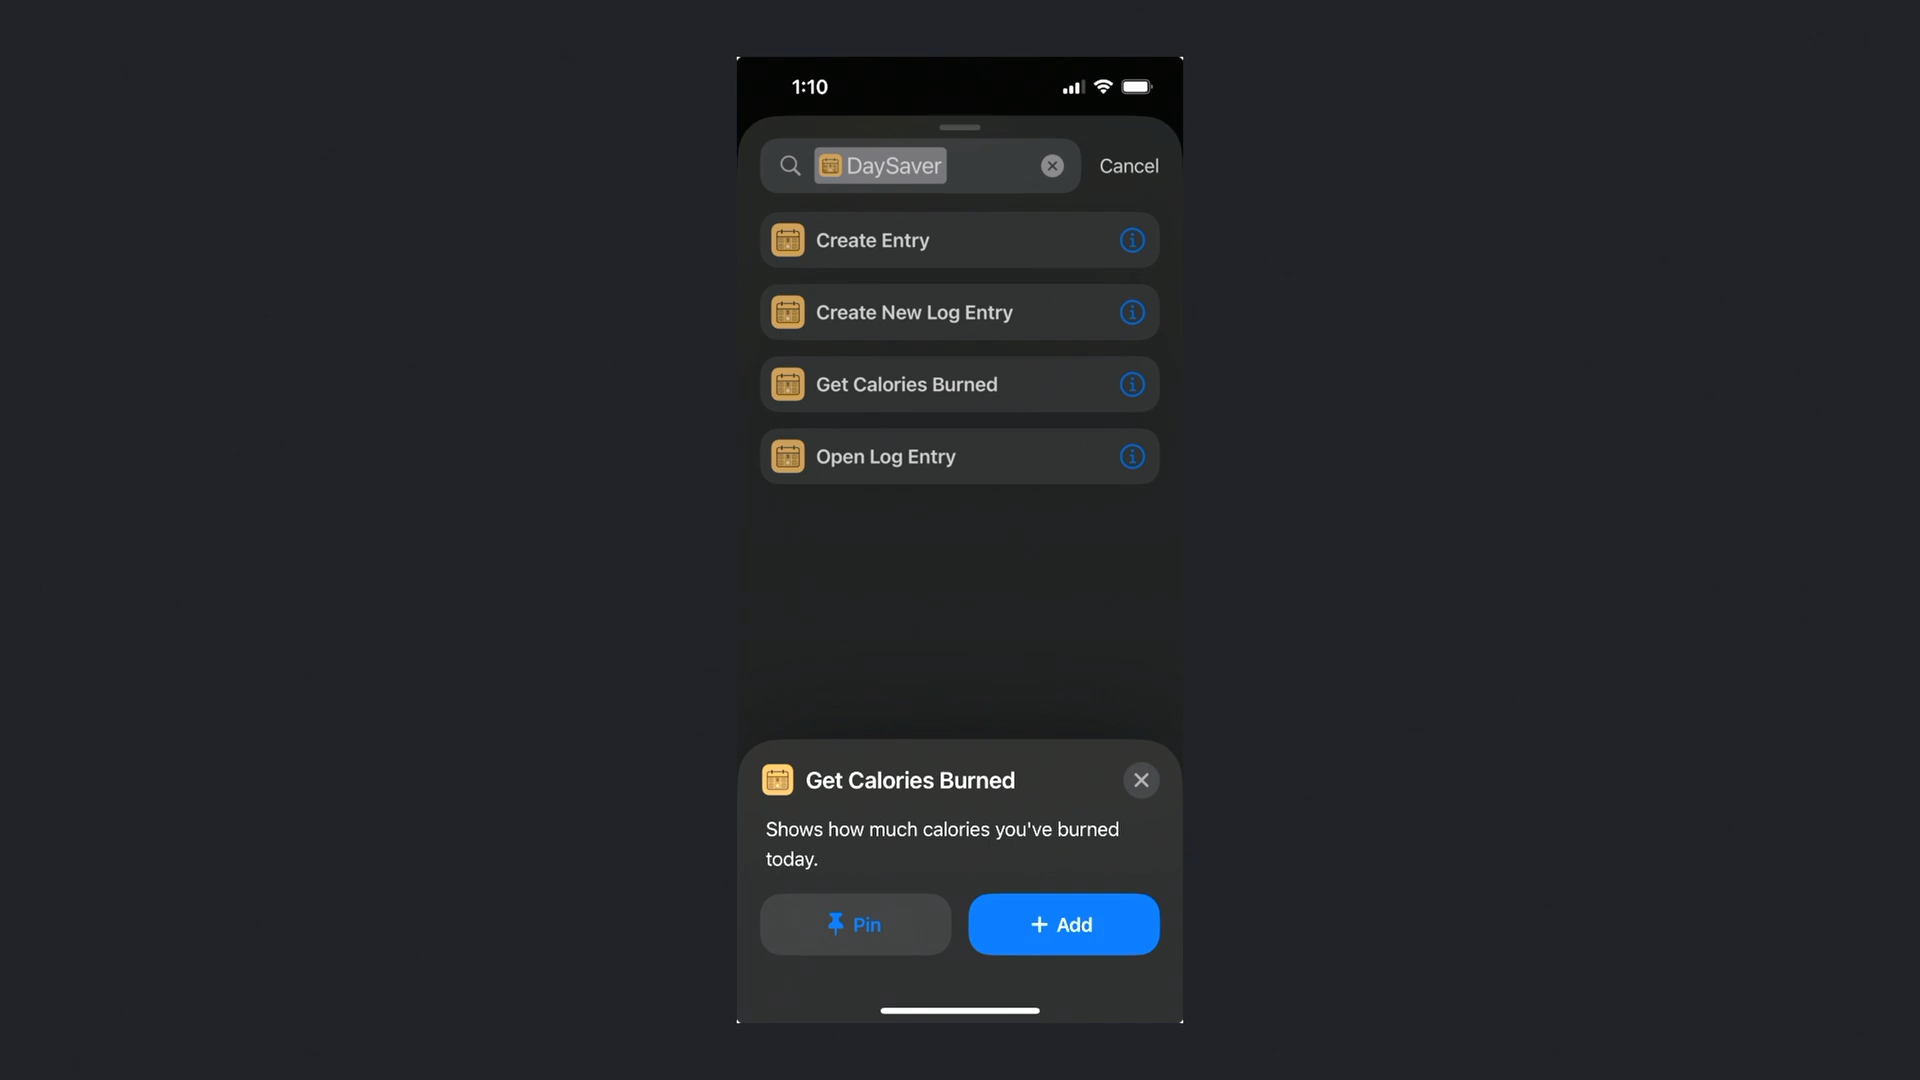 1:10
DaySaver
Cancel
Create Entry
Create New Log Entry
Get Calories Burned
Open Log Entry
Get Calories Burned
Shows how much calories you've burned
today.
Pin
+ Add